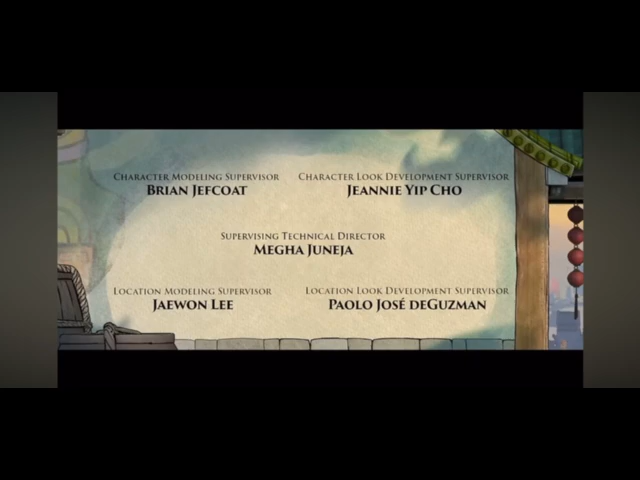 Character Modeling Supervisor Character Look Development Supervisor
Brian Jefcoat Jeannie Yip Cho
Supervising Technical Director
Megha Juneja
Location Modeling Supervisor Location Look Development Supervisor
Jaewon Lee Paolo José deGuzman